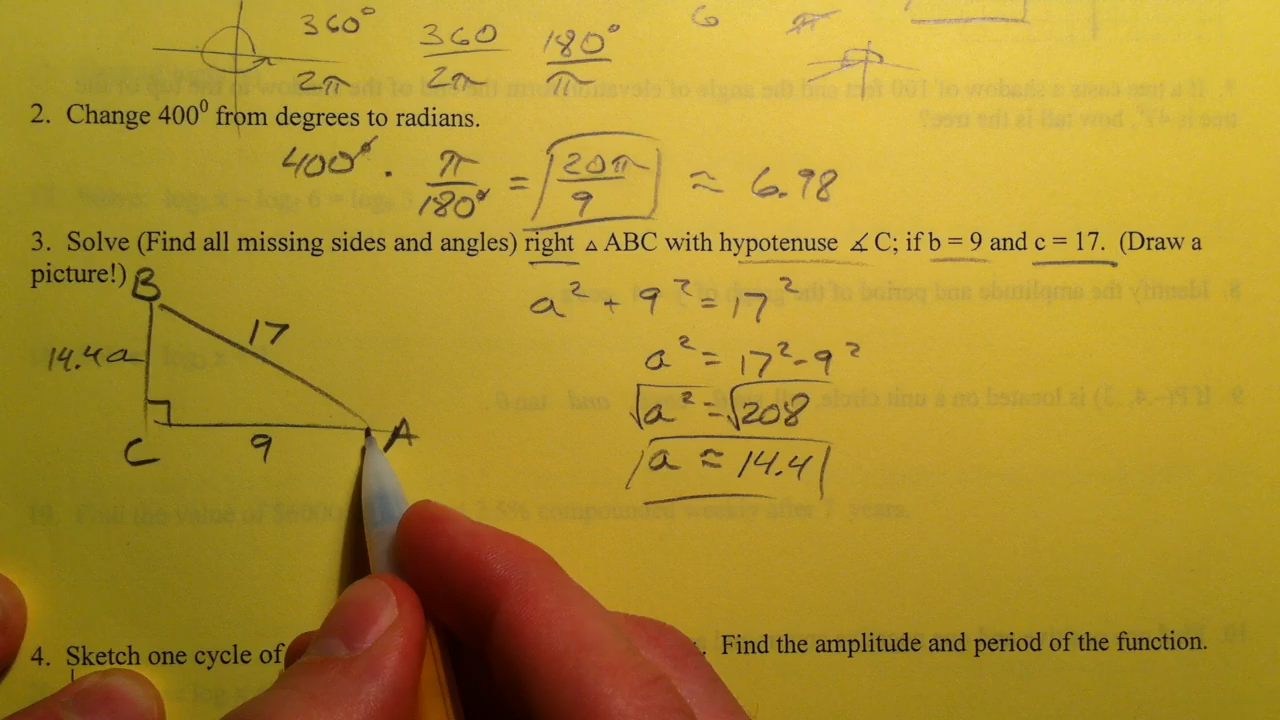 360° 360 180° 6 π
2π 2π π
2. Change 400⁰ from degrees to radians.
400° · π/180° = 20π/9 ≈ 6.98
3. Solve (Find all missing sides and angles) right △ ABC with hypotenuse ∡ C; if b = 9 and c = 17. (Draw a
picture!)
B
17
14.4 a
C
9
A
a² + 9² = 17²
a² = 17² - 9²
√a² = √208
a ≈ 14.4
4. Sketch one cycle of
. Find the amplitude and period of the function.